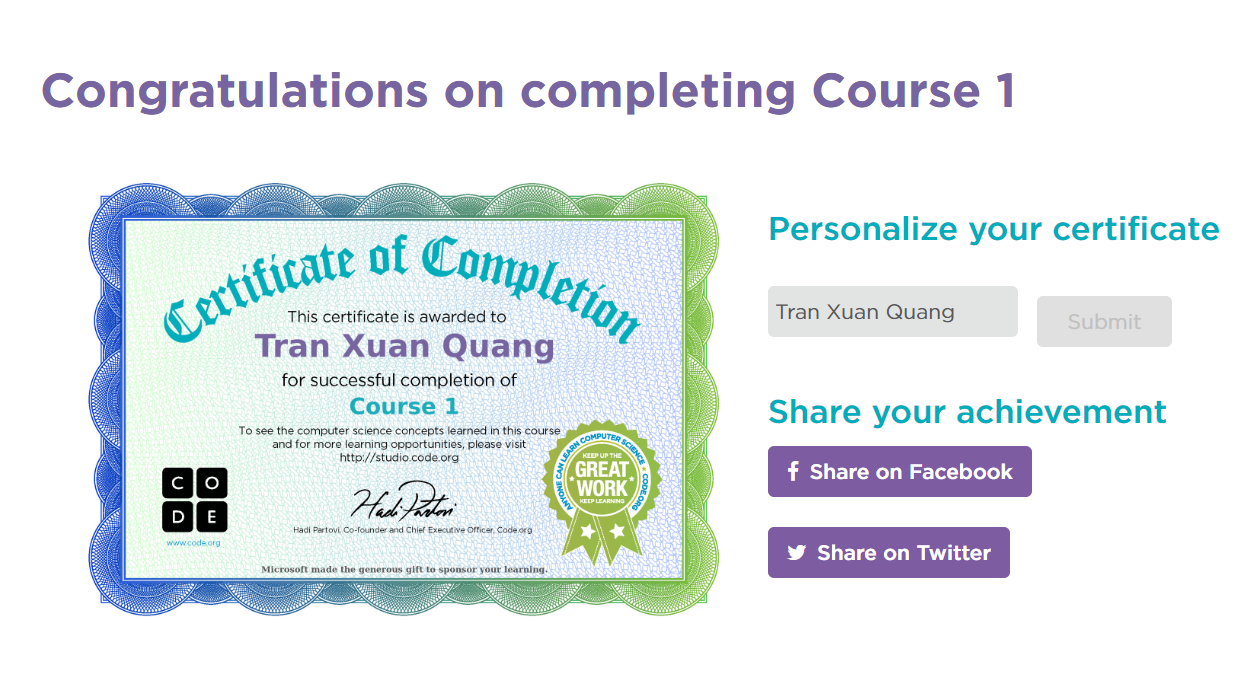 Congratulations on completing Course 1
Certificate of Completion
This certificate is awarded to
Tran Xuan Quang
for successful completion of
Course 1
To see the computer science concepts learned in this course
and for more learning opportunities, please visit
http://studio.code.org
C O
D E
www.code.org
Hadi Partovi
Hadi Partovi, Co-founder and Chief Executive Officer, Code.org
ANYONE CAN LEARN COMPUTER SCIENCE
CODE.ORG
KEEP UP THE
GREAT
WORK
KEEP LEARNING
Microsoft made the generous gift to sponsor your learning.
Personalize your certificate
Tran Xuan Quang
Submit
Share your achievement
Share on Facebook
Share on Twitter